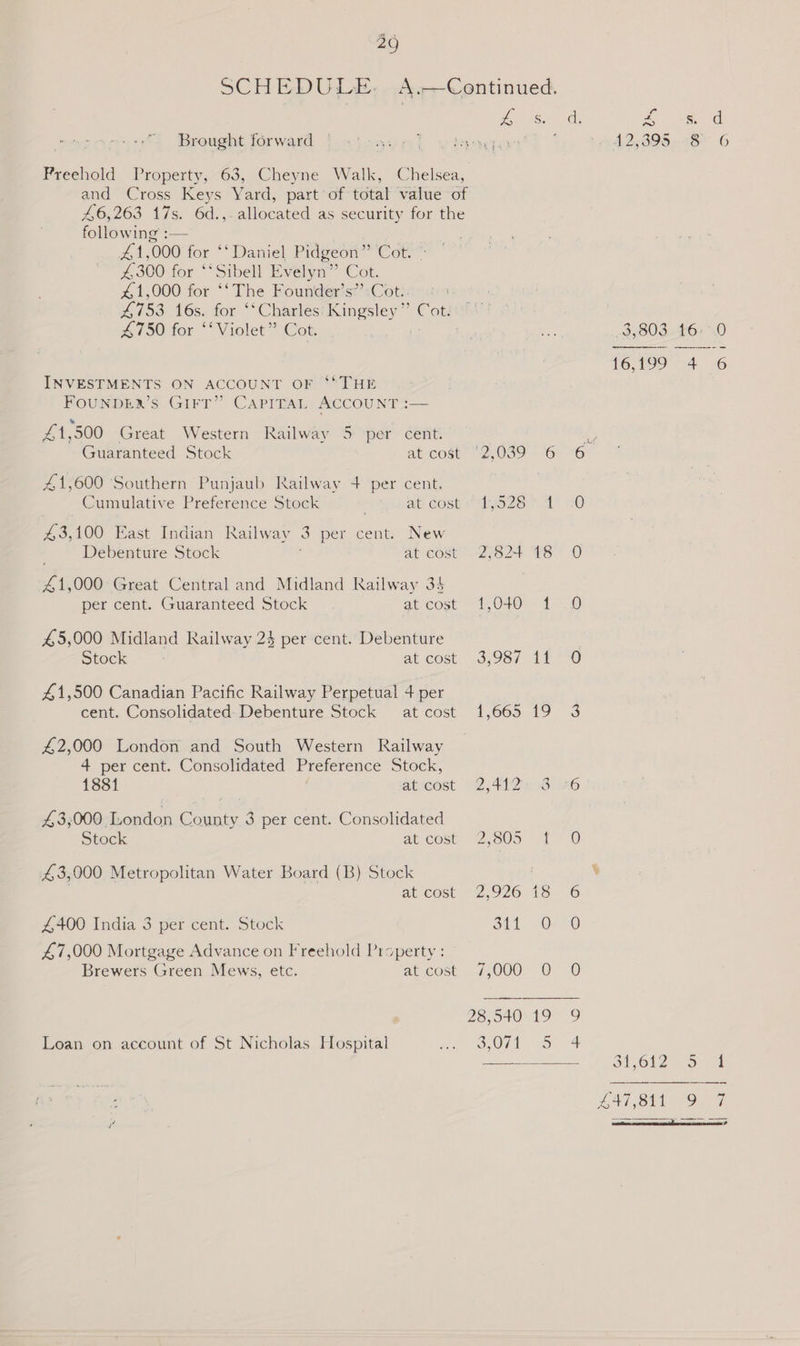 29
SCHEDULE. A.—Continued.
£ s. d. £ s. d
Brought forward 12,395 8 6
Freehold Property, 63, Cheyne Walk, Chelsea,
and Cross Keys Yard, part of total value of
£6,263 17s. 6d., allocated as security for the
following :—
£1,000 for “Daniel Pidgeon” Cot.
£300 for “Sibell Evelyn” Cot.
£1,000 for “The Founder’s” Cot.
£753 16s. for “Charles Kingsley” Cot.
£750 for “Violet” Cot. ... 3,803 16 0
16,199 4 6
INVESTMENTS ON ACCOUNT OF “THE
FOUNDER’S GIFT” CAPITAL ACCOUNT :—
£1,500 Great Western Railway 5 per cent.
Guaranteed Stock at cost 2,039 6 6
£1,600 Southern Punjaub Railway 4 per cent.
Cumulative Preference Stock at cost 1,528 1 0
£3,100 East Indian Railway 3 per cent. New
Debenture Stock at cost 2,824 18 0
£1,000 Great Central and Midland Railway 3½
per cent. Guaranteed Stock at cost 1,040 1 0
£5,000 Midland Railway 2½ per cent. Debenture
Stock at cost 3,987 11 0
£1,500 Canadian Pacific Railway Perpetual 4 per
cent. Consolidated Debenture Stock at cost 1,665 19 3
£2,000 London and South Western Railway
4 per cent. Consolidated Preference Stock,
1881 at cost 2,412 3 6
£3,000 London County 3 per cent. Consolidated
Stock at cost 2,805 1 0
£3,000 Metropolitan Water Board (B) Stock
at cost 2,926 18 6
£400 India 3 per cent. Stock 311 0 0
£7,000 Mortgage Advance on Freehold Property :
Brewers Green Mews, etc. at cost 7,000 0 0
28,540 19 9
Loan on account of St Nicholas Hospital ... 3,071 5 4
31,612 5 1
£47,811 9 7